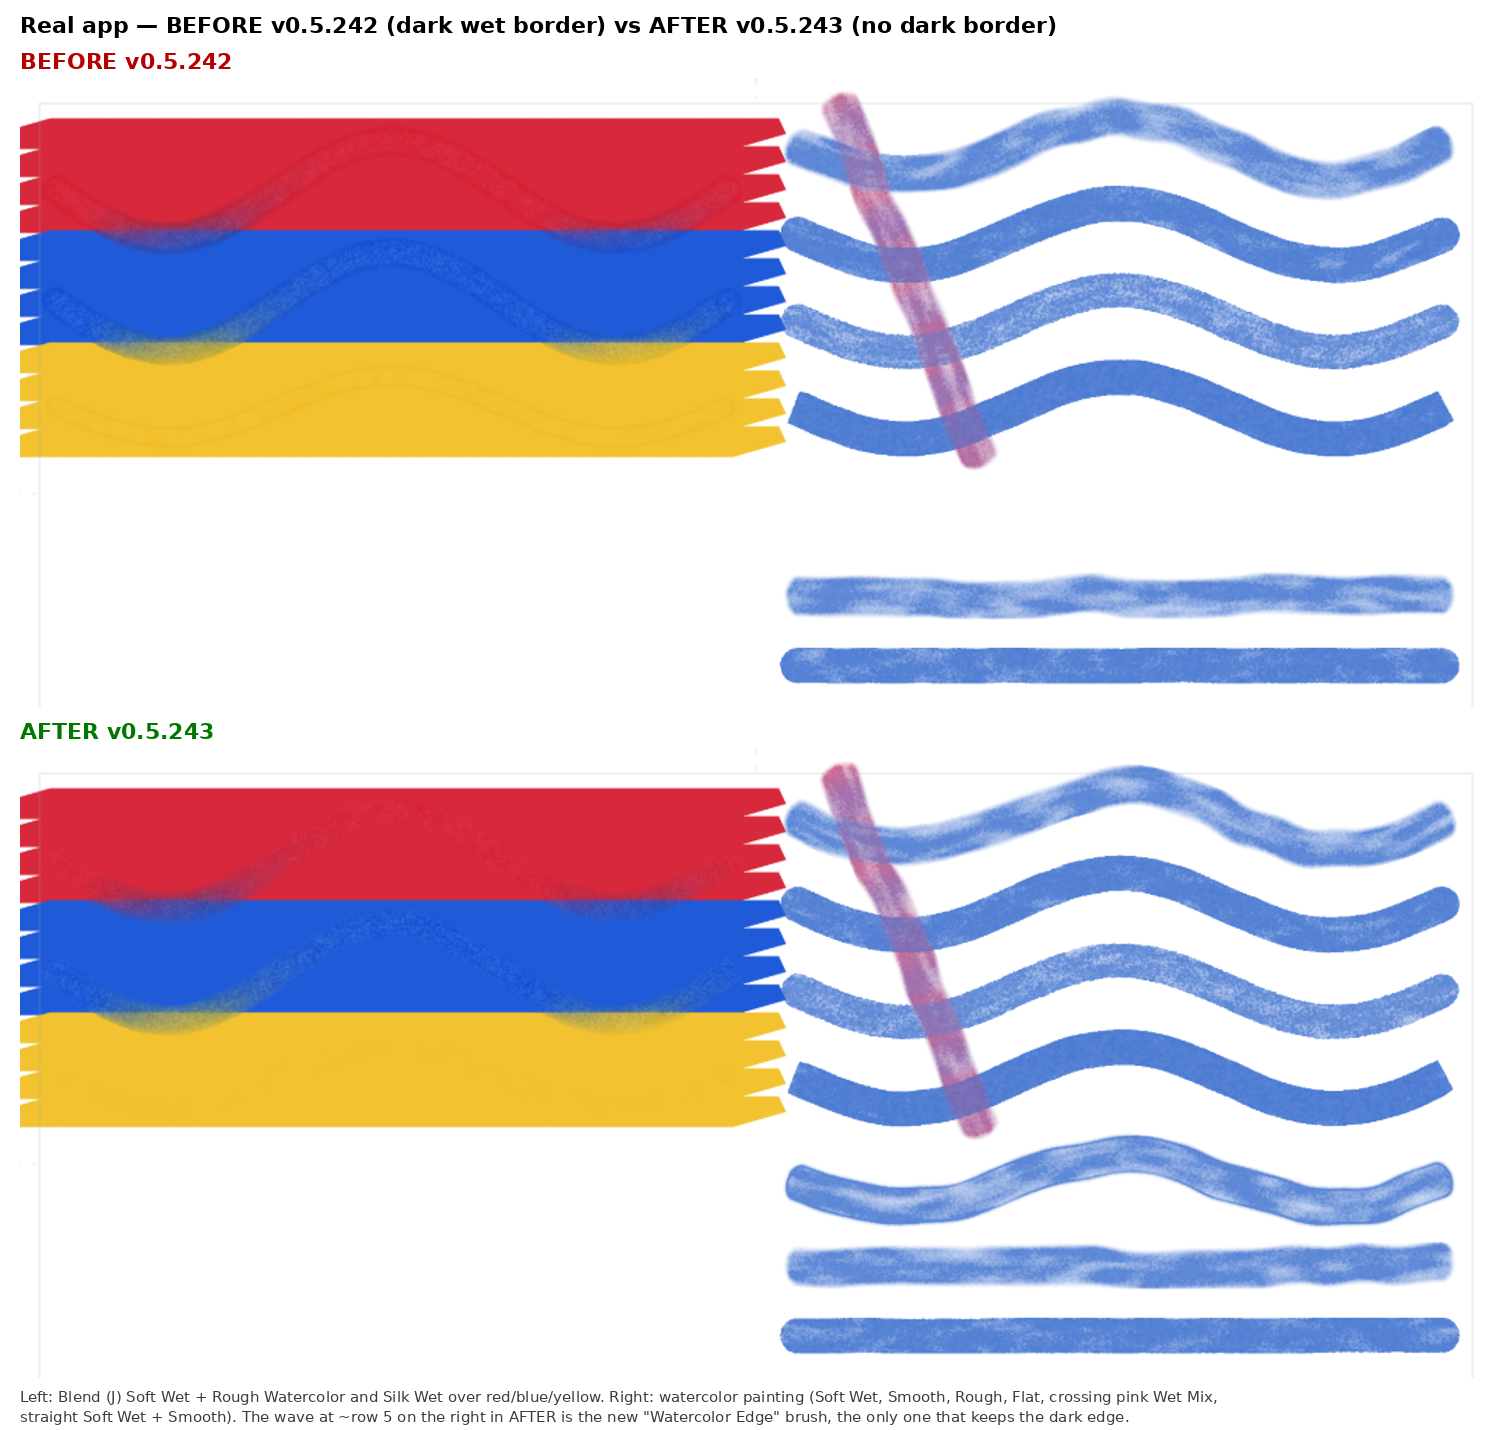 Real app — BEFORE v0.5.242 (dark wet border) vs AFTER v0.5.243 (no dark border)
BEFORE v0.5.242
AFTER v0.5.243
Left: Blend (J) Soft Wet + Rough Watercolor and Silk Wet over red/blue/yellow. Right: watercolor painting (Soft Wet, Smooth, Rough, Flat, crossing pink Wet Mix,
straight Soft Wet + Smooth). The wave at ~row 5 on the right in AFTER is the new "Watercolor Edge" brush, the only one that keeps the dark edge.